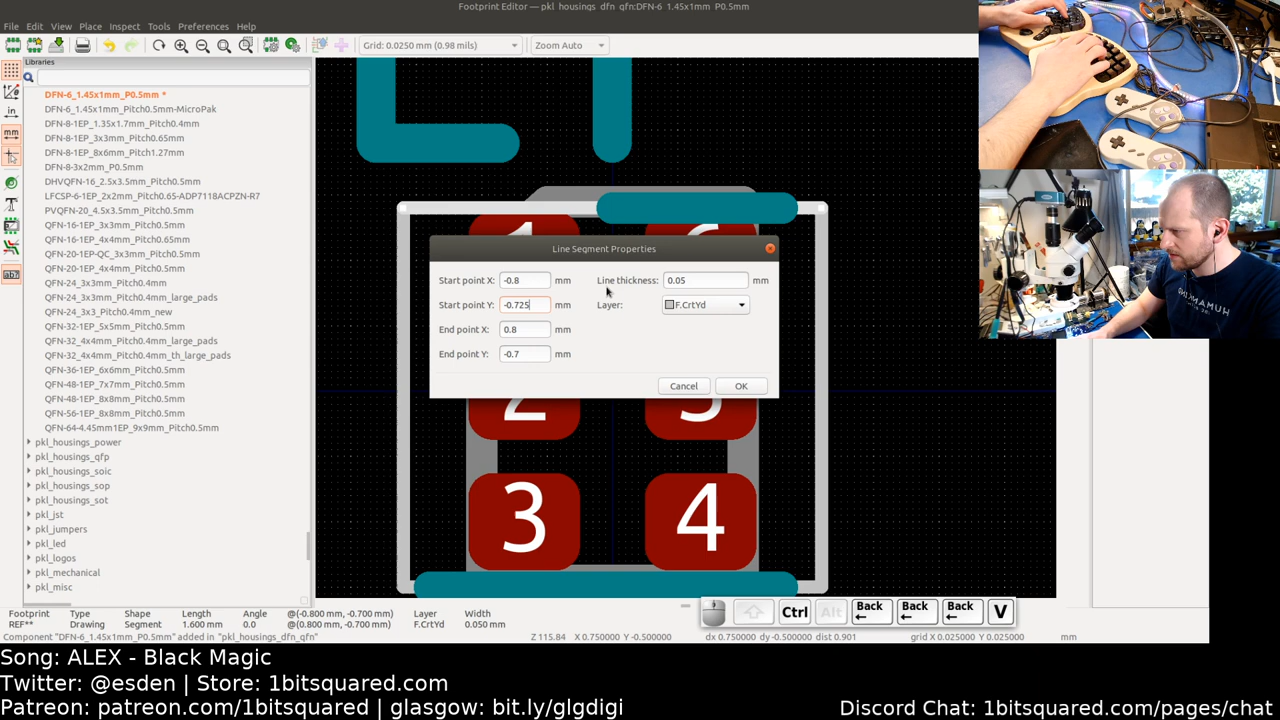 Footprint Editor — pkl_housings_dfn_qfn:DFN-6_1.45x1mm_P0.5mm
File Edit View Place Inspect Tools Preferences Help
Grid: 0.0250 mm (0.98 mils) Zoom Auto
Libraries
DFN-6_1.45x1mm_P0.5mm *
DFN-6_1.45x1mm_Pitch0.5mm-MicroPak
DFN-8-1EP_1.35x1.7mm_Pitch0.4mm
DFN-8-1EP_3x3mm_Pitch0.65mm
DFN-8-1EP_8x6mm_Pitch1.27mm
DFN-8-3x2mm_P0.5mm
DHVQFN-16_2.5x3.5mm_Pitch0.5mm
LFCSP-6-1EP_2x2mm_Pitch0.65-ADP7118ACPZN-R7
PVQFN-20_4.5x3.5mm_Pitch0.5mm
QFN-16-1EP_3x3mm_Pitch0.5mm
QFN-16-1EP_4x4mm_Pitch0.65mm
QFN-20-1EP-QC_3x3mm_Pitch0.5mm
QFN-20-1EP_4x4mm_Pitch0.5mm
QFN-24_3x3mm_Pitch0.4mm
QFN-24_3x3mm_Pitch0.4mm_large_pads
QFN-24_3x3_Pitch0.4mm_new
QFN-32-1EP_5x5mm_Pitch0.5mm
QFN-32_4x4mm_Pitch0.4mm_large_pads
QFN-32_4x4mm_Pitch0.4mm_th_large_pads
QFN-36-1EP_6x6mm_Pitch0.5mm
QFN-48-1EP_7x7mm_Pitch0.5mm
QFN-48-1EP_8x8mm_Pitch0.5mm
QFN-56-1EP_8x8mm_Pitch0.5mm
QFN-64-4.45mm1EP_9x9mm_Pitch0.5mm
pkl_housings_power
pkl_housings_qfp
pkl_housings_soic
pkl_housings_sop
pkl_housings_sot
pkl_jst
pkl_jumpers
pkl_led
pkl_logos
pkl_mechanical
pkl_misc
in
mm
T
abl
Line Segment Properties
Start point X: -0.8 mm Line thickness: 0.05 mm
Start point Y: -0.725 mm Layer: F.CrtYd
End point X: 0.8 mm
End point Y: -0.7 mm
Cancel OK
3 4
Ctrl Alt Back Back Back V
Footprint Type Shape Length Angle @(-0.800 mm, -0.700 mm) Layer Width
REF** Drawing Segment 1.600 mm 0.0 @(0.800 mm, -0.700 mm) F.CrtYd 0.050 mm
Component "DFN-6_1.45x1mm_P0.5mm" added in "pkl_housings_dfn_qfn" Z 115.84 X 0.750000 Y -0.500000 dx 0.750000 dy -0.500000 dist 0.901 grid X 0.025000 Y 0.025000 mm
Song: ALEX - Black Magic
Twitter: @esden | Store: 1bitsquared.com
Patreon: patreon.com/1bitsquared | glasgow: bit.ly/glgdigi
Discord Chat: 1bitsquared.com/pages/chat